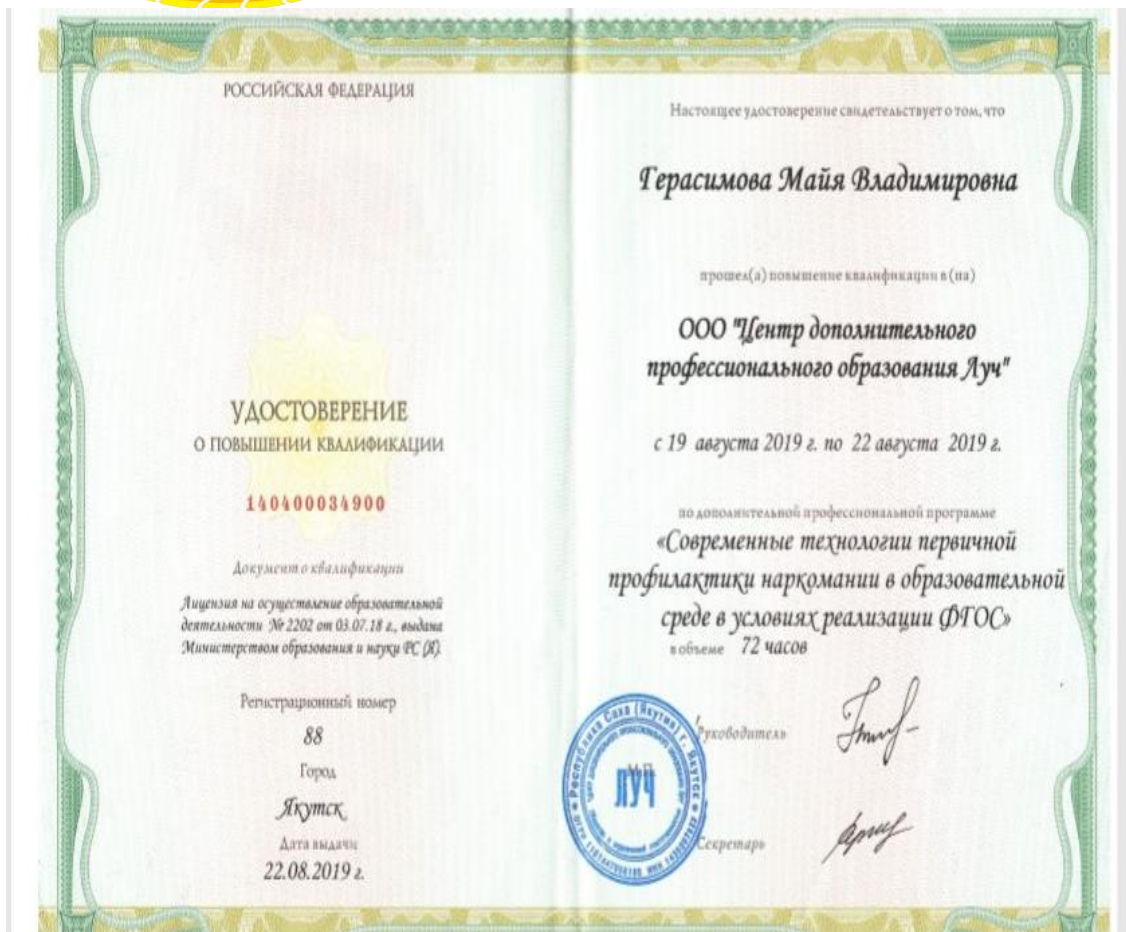 РОССИЙСКАЯ ФЕДЕРАЦИЯ
УДОСТОВЕРЕНИЕ
О ПОВЫШЕНИИ КВАЛИФИКАЦИИ
140400034900
Документ о квалификации
Лицензия на осуществление образовательной
деятельности № 2202 от 03.07.18 г., выдана
Министерством образования и науки РС (Я).
Регистрационный номер
88
Город
Якутск
Дата выдачи
22.08.2019 г.
Настоящее удостоверение свидетельствует о том, что
Герасимова Майя Владимировна
прошел(а) повышение квалификации в (на)
ООО "Центр дополнительного
профессионального образования Луч"
с 19 августа 2019 г. по 22 августа 2019 г.
по дополнительной профессиональной программе
«Современные технологии первичной
профилактики наркомании в образовательной
среде в условиях реализации ФГОС»
в объеме 72 часов
Руководитель
М.П.
Секретарь
Республика Саха (Якутия) г. Якутск
ЛУЧ